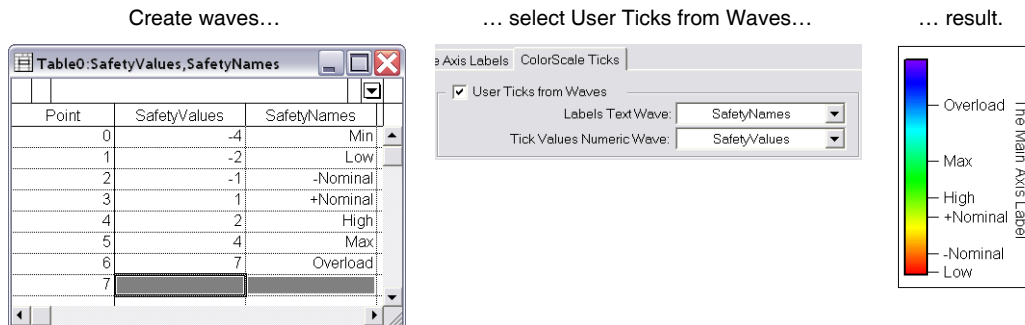 Create waves…
… select User Ticks from Waves…
… result.
Table0:SafetyValues,SafetyNames
Point SafetyValues SafetyNames
0 -4 Min
1 -2 Low
2 -1 -Nominal
3 1 +Nominal
4 2 High
5 4 Max
6 7 Overload
7
e Axis Labels ColorScale Ticks
User Ticks from Waves
Labels Text Wave: SafetyNames
Tick Values Numeric Wave: SafetyValues
Overload
Max
High
+Nominal
-Nominal
Low
The Main Axis Label